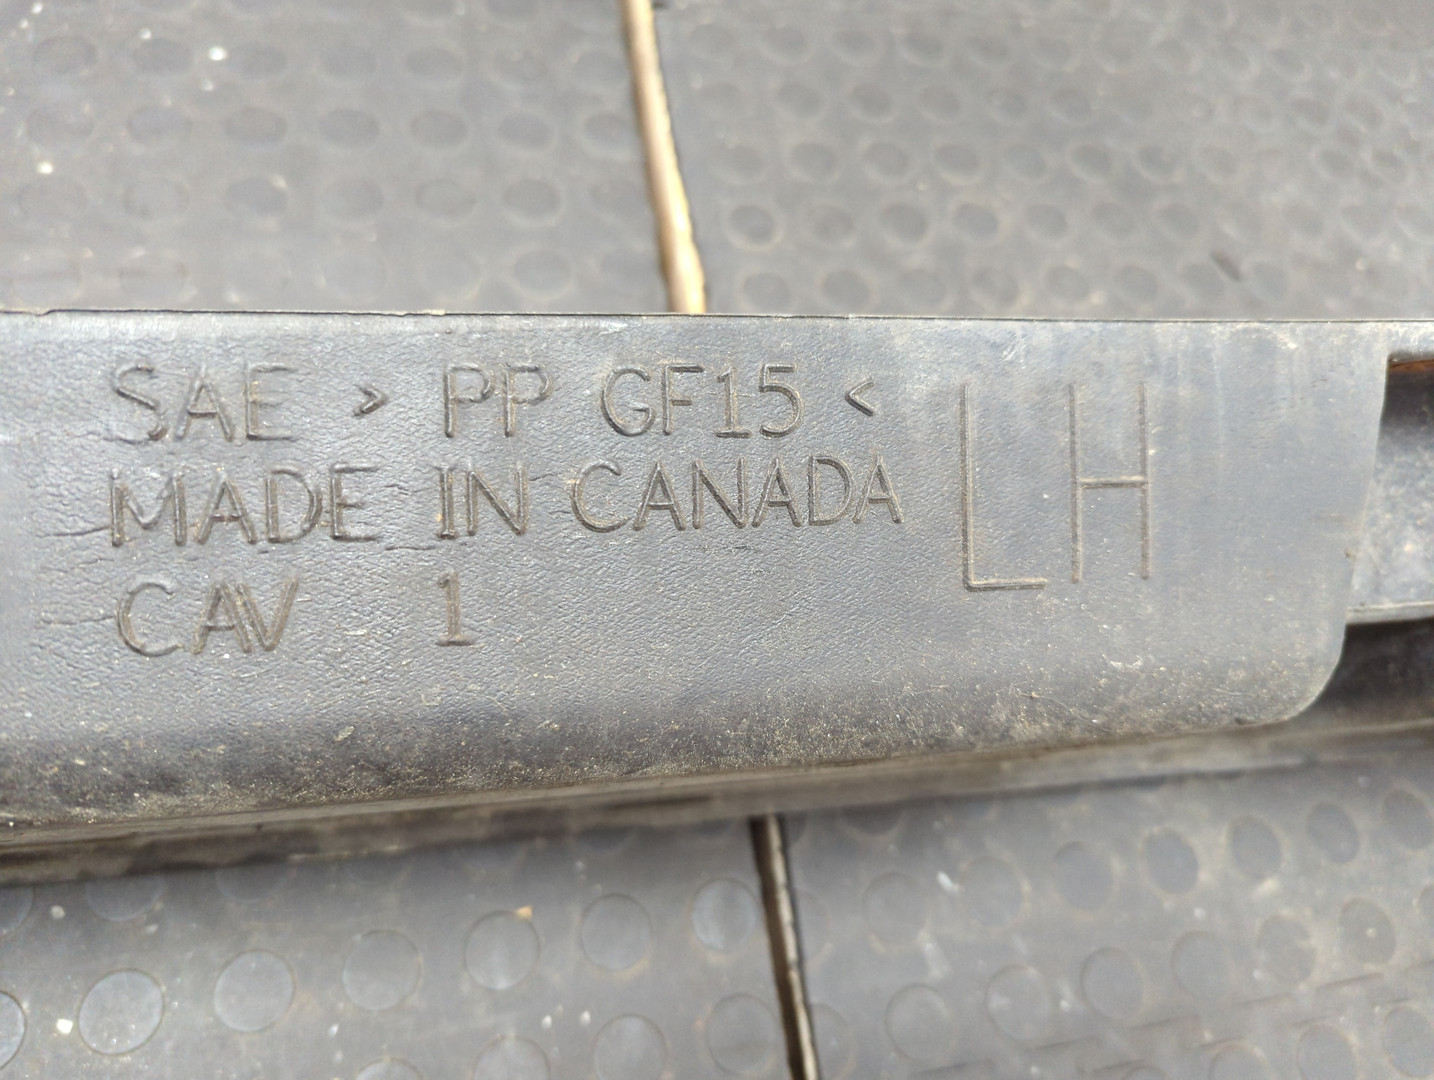 SAE > PP GF15 <
LH
MADE IN CANADA
CAV 1